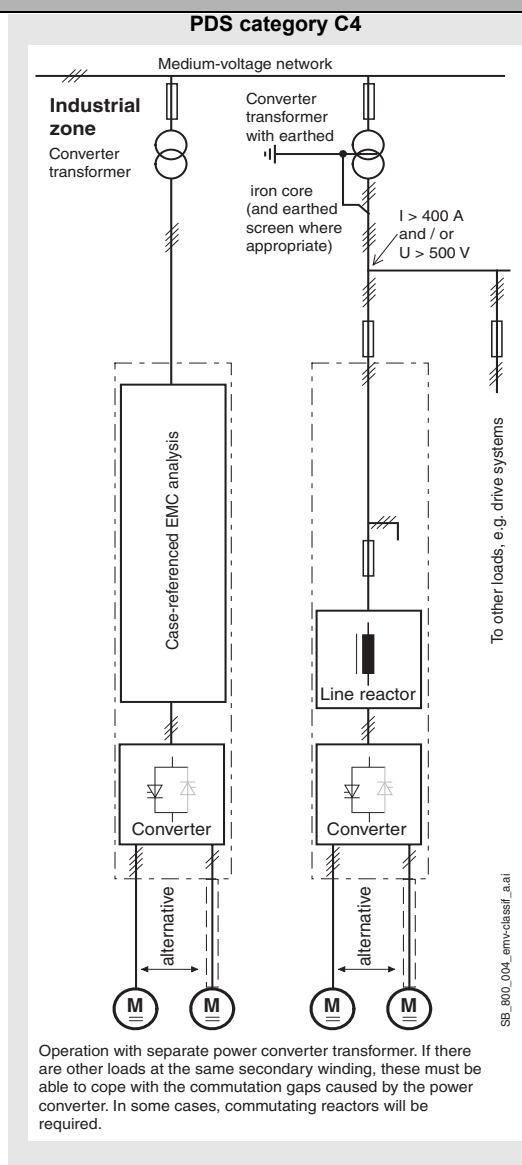 PDS category C4
Medium-voltage network
Industrial
zone
Converter
transformer
Converter
transformer
with earthed
iron core
(and earthed
screen where
appropriate)
I > 400 A
and / or
U > 500 V
Case-referenced EMC analysis
To other loads, e.g. drive systems
Line reactor
Converter
Converter
alternative
alternative
M
M
M
M
SB_800_004_emv-classif_a.ai
Operation with separate power converter transformer. If there
are other loads at the same secondary winding, these must be
able to cope with the commutation gaps caused by the power
converter. In some cases, commutating reactors will be
required.